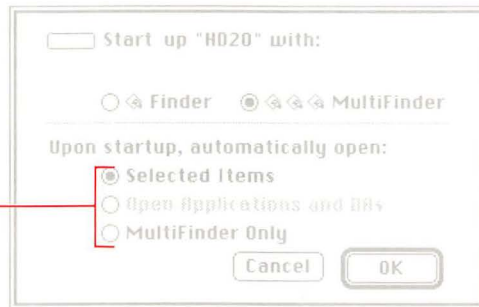 Start up "HD20" with:
Finder MultiFinder
Upon startup, automatically open:
Selected Items
Open Applications and DAs
MultiFinder Only
Cancel OK